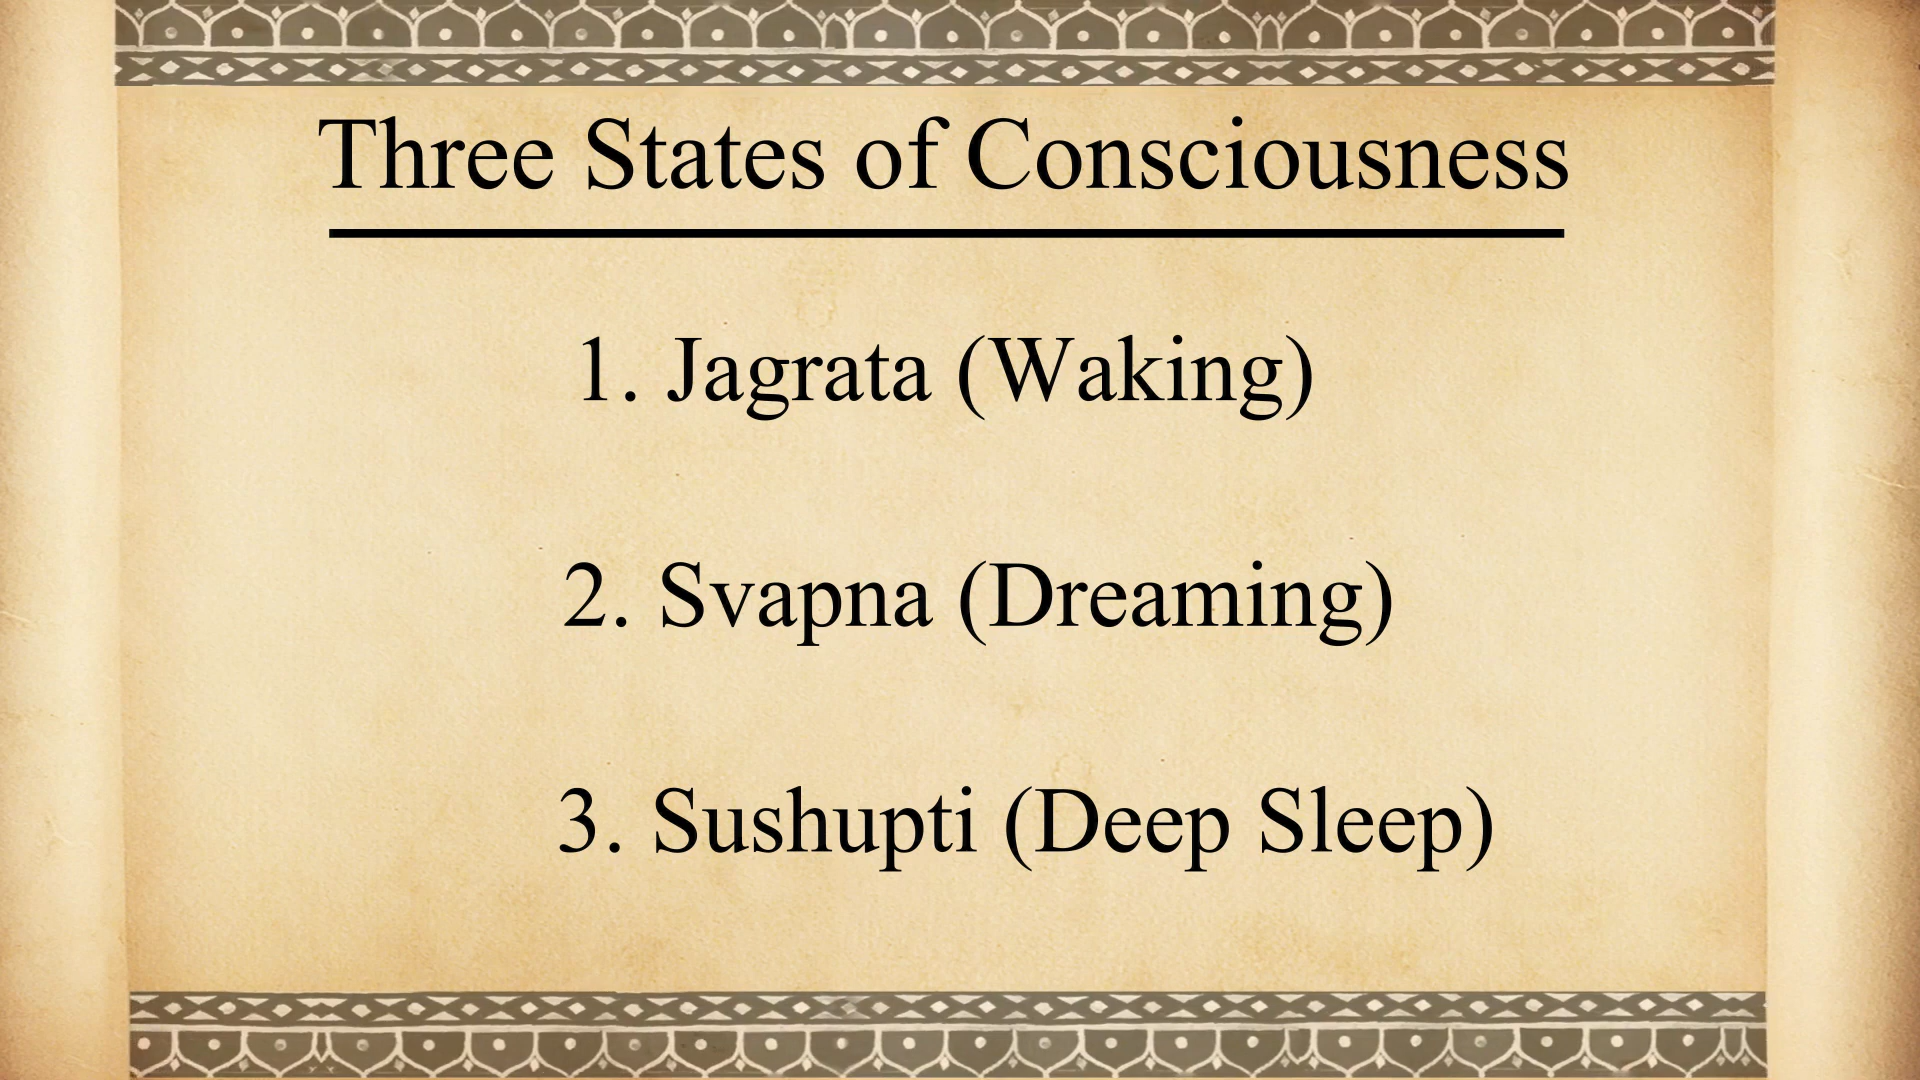 Three States of Consciousness
1. Jagrata (Waking)
2. Svapna (Dreaming)
3. Sushupti (Deep Sleep)